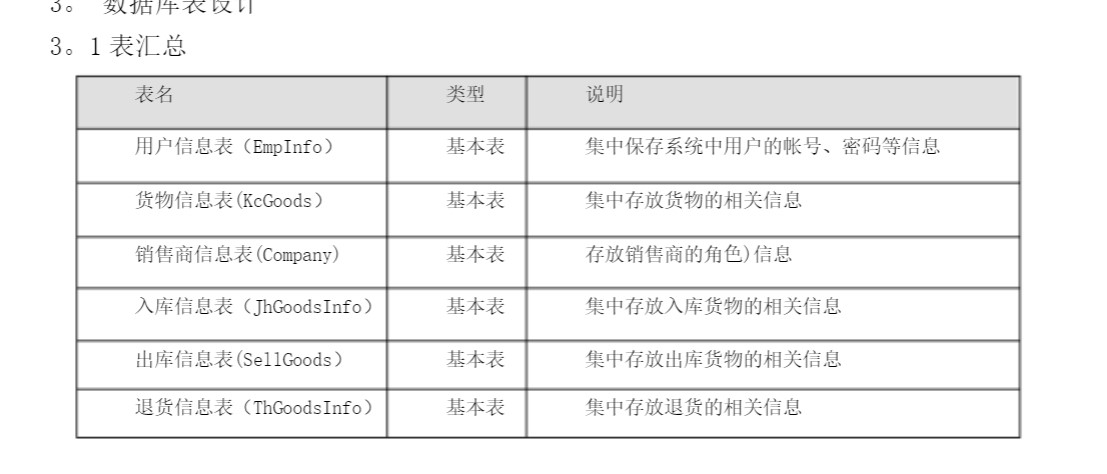 3。 数据库表设计
3。1 表汇总
表名 类型 说明
用户信息表（EmpInfo） 基本表 集中保存系统中用户的帐号、密码等信息
货物信息表(KcGoods） 基本表 集中存放货物的相关信息
销售商信息表(Company) 基本表 存放销售商的角色)信息
入库信息表（JhGoodsInfo） 基本表 集中存放入库货物的相关信息
出库信息表(SellGoods） 基本表 集中存放出库货物的相关信息
退货信息表（ThGoodsInfo） 基本表 集中存放退货的相关信息